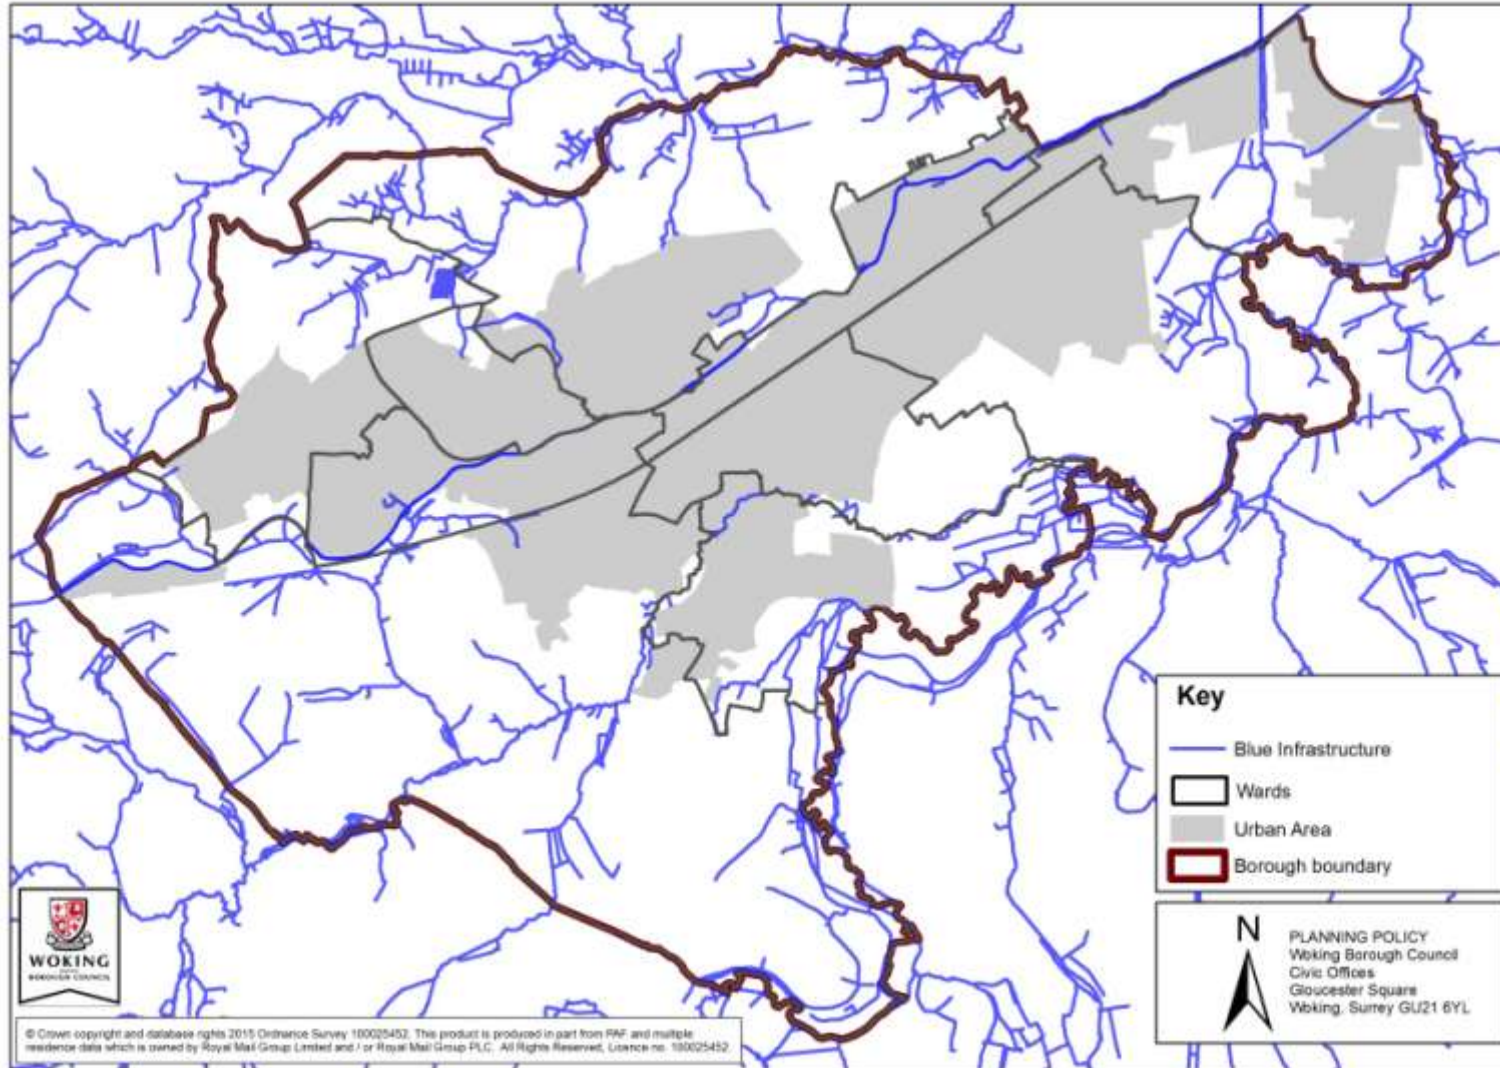 Key
Blue Infrastructure
Wards
Urban Area
Borough boundary
WOKING
BOROUGH COUNCIL
N
PLANNING POLICY
Woking Borough Council
Civic Offices
Gloucester Square
Woking, Surrey GU21 6YL
© Crown copyright and database rights 2015 Ordnance Survey 100025452. This product is produced in part from PAF and multiple
residence data which is owned by Royal Mail Group Limited and / or Royal Mail Group PLC. All Rights Reserved, Licence no. 100025452